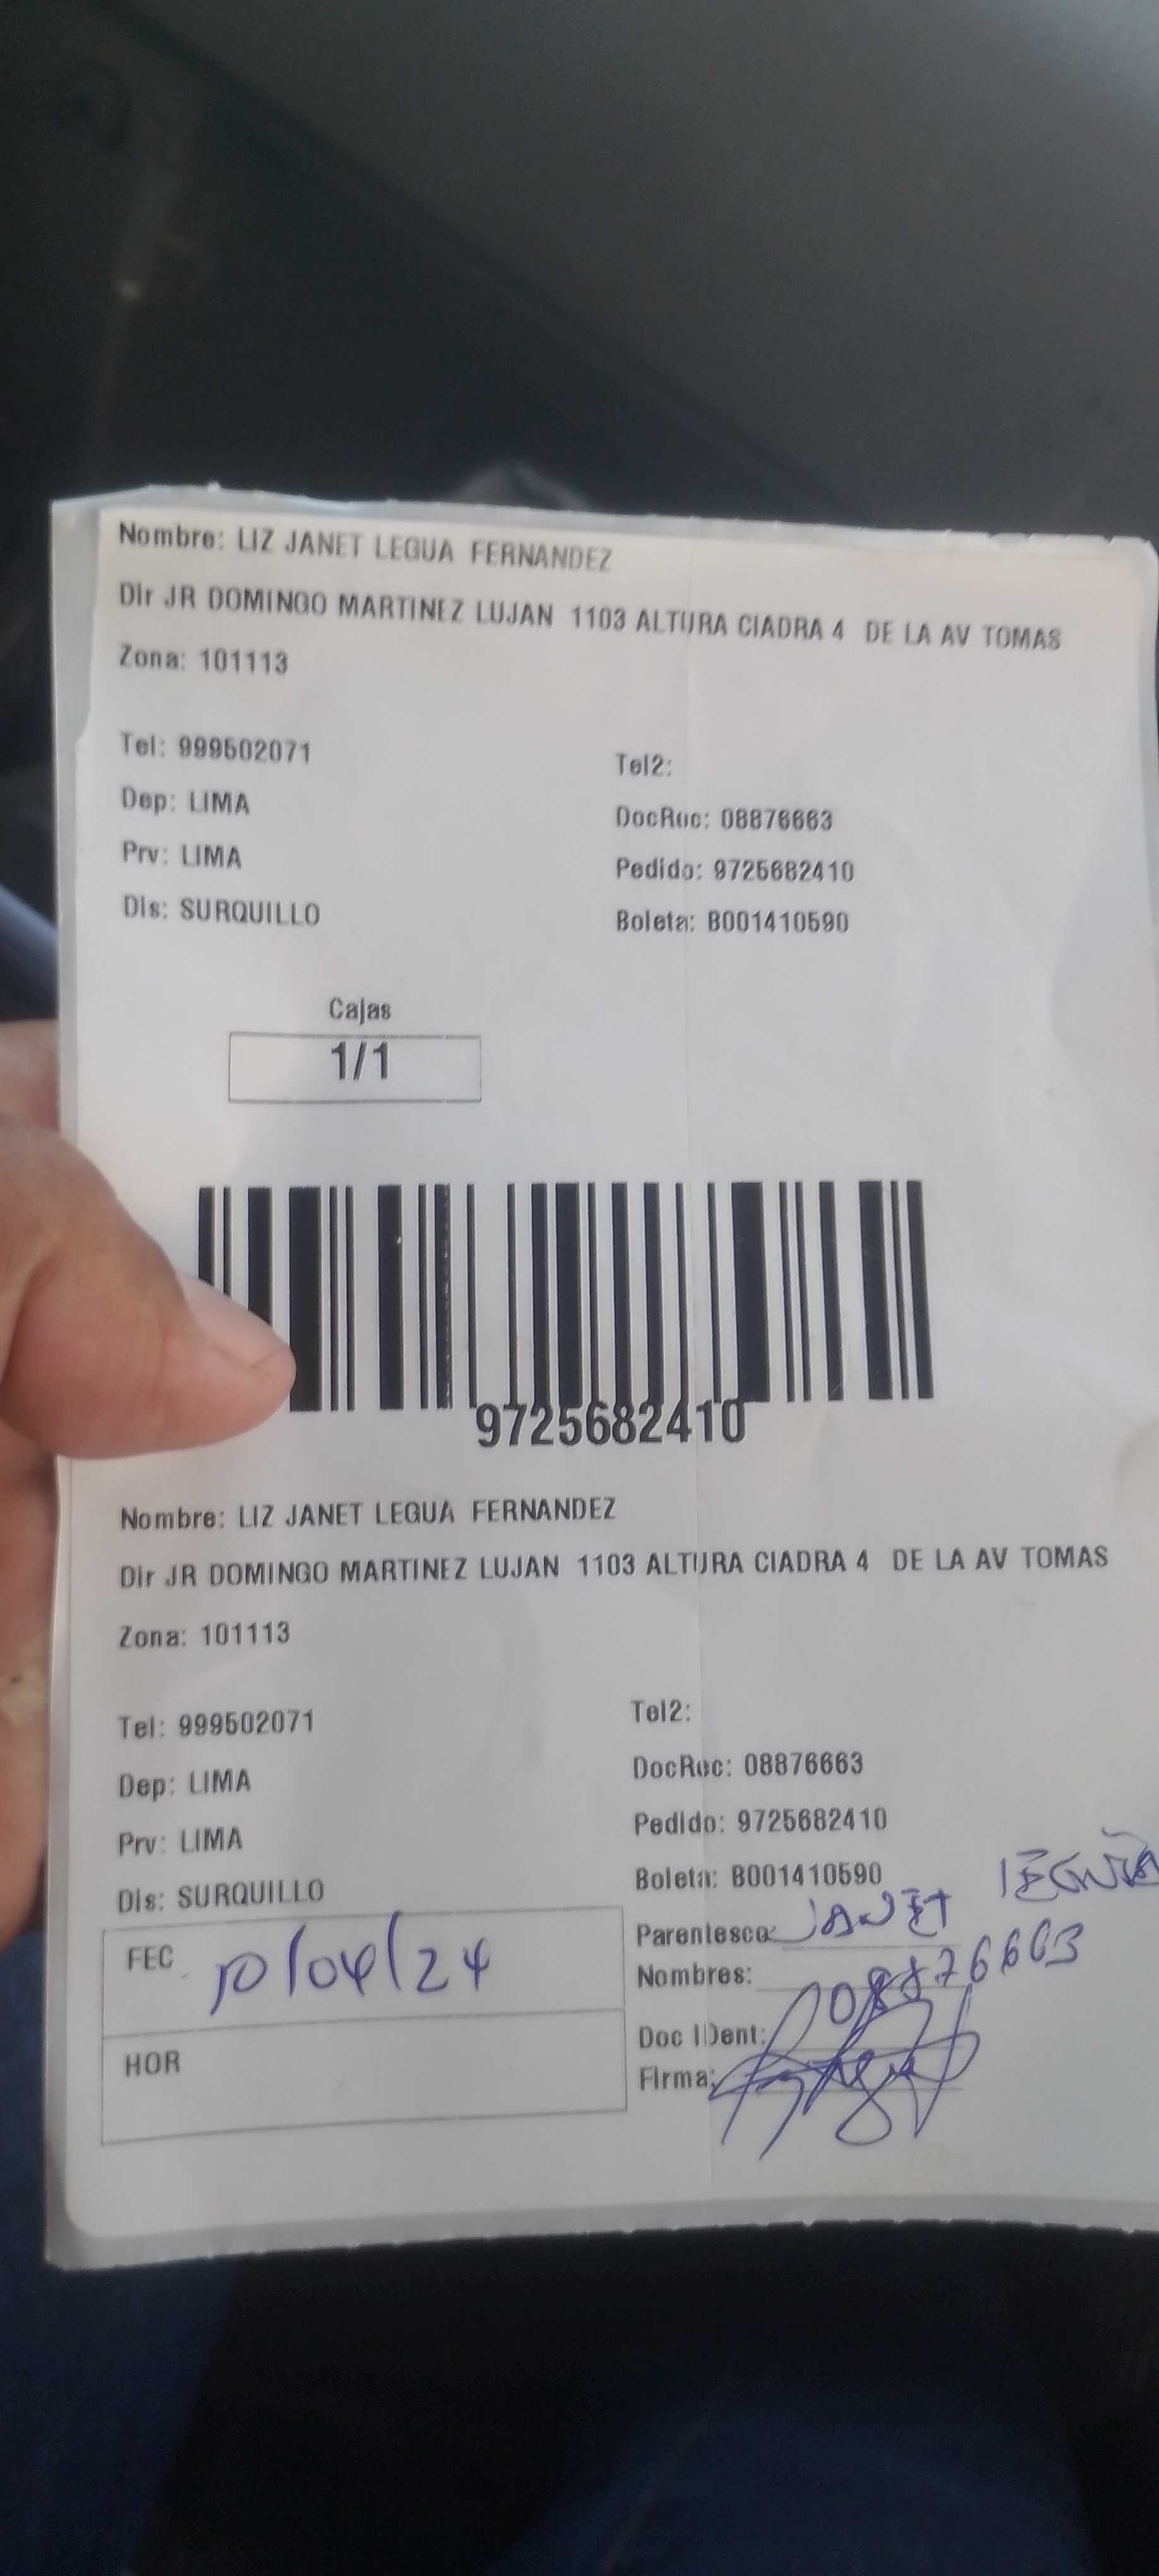 Nombre: LIZ JANET LEGUA FERNANDEZ
Dir JR DOMINGO MARTINEZ LUJAN 1103 ALTURA CIADRA 4 DE LA AV TOMAS
Zona: 101113
Tel: 999502071
Tel2:
Dep: LIMA
DocRuc: 08876663
Prv: LIMA
Pedido: 9725682410
Dis: SURQUILLO
Boleta: B001410590
Cajas
1/1
9725682410
Nombre: LIZ JANET LEGUA FERNANDEZ
Dir JR DOMINGO MARTINEZ LUJAN 1103 ALTURA CIADRA 4 DE LA AV TOMAS
Zona: 101113
Tel: 999502071
Tel2:
Dep: LIMA
DocRuc: 08876663
Prv: LIMA
Pedido: 9725682410
Dis: SURQUILLO
Boleta: B001410590
FEC 10/04/24
HOR
Parentesco: JANET LEGUA
Nombres: 08876663
Doc IDent:
Firma: